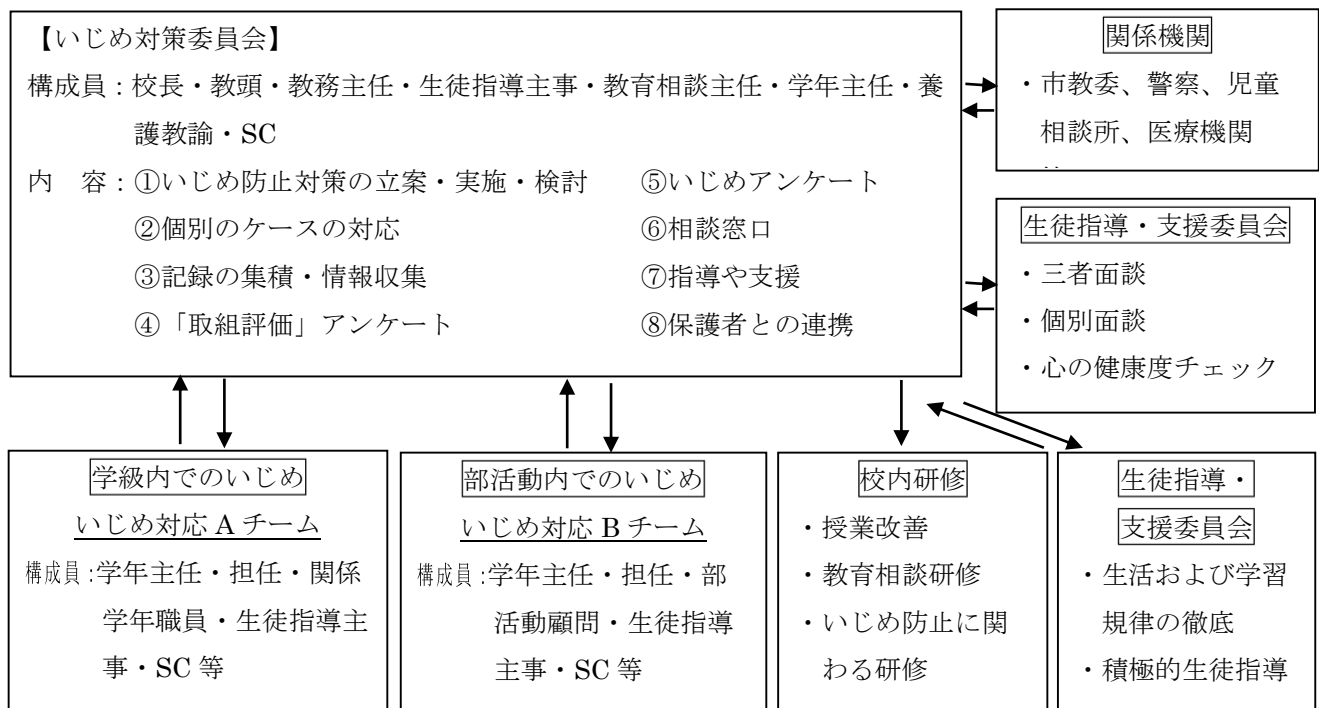 【いじめ対策委員会】
構成員：校長・教頭・教務主任・生徒指導主事・教育相談主任・学年主任・養
護教諭・SC
内　容：①いじめ防止対策の立案・実施・検討　　⑤いじめアンケート
②個別のケースの対応　　⑥相談窓口
③記録の集積・情報収集　　⑦指導や支援
④「取組評価」アンケート　　⑧保護者との連携
関係機関
・市教委、警察、児童
相談所、医療機関
生徒指導・支援委員会
・三者面談
・個別面談
・心の健康度チェック
学級内でのいじめ
いじめ対応 A チーム
構成員：学年主任・担任・関係
学年職員・生徒指導主
事・SC 等
部活動内でのいじめ
いじめ対応 B チーム
構成員：学年主任・担任・部
活動顧問・生徒指導
主事・SC 等
校内研修
・授業改善
・教育相談研修
・いじめ防止に関
わる研修
生徒指導・
支援委員会
・生活および学習
規律の徹底
・積極的生徒指導